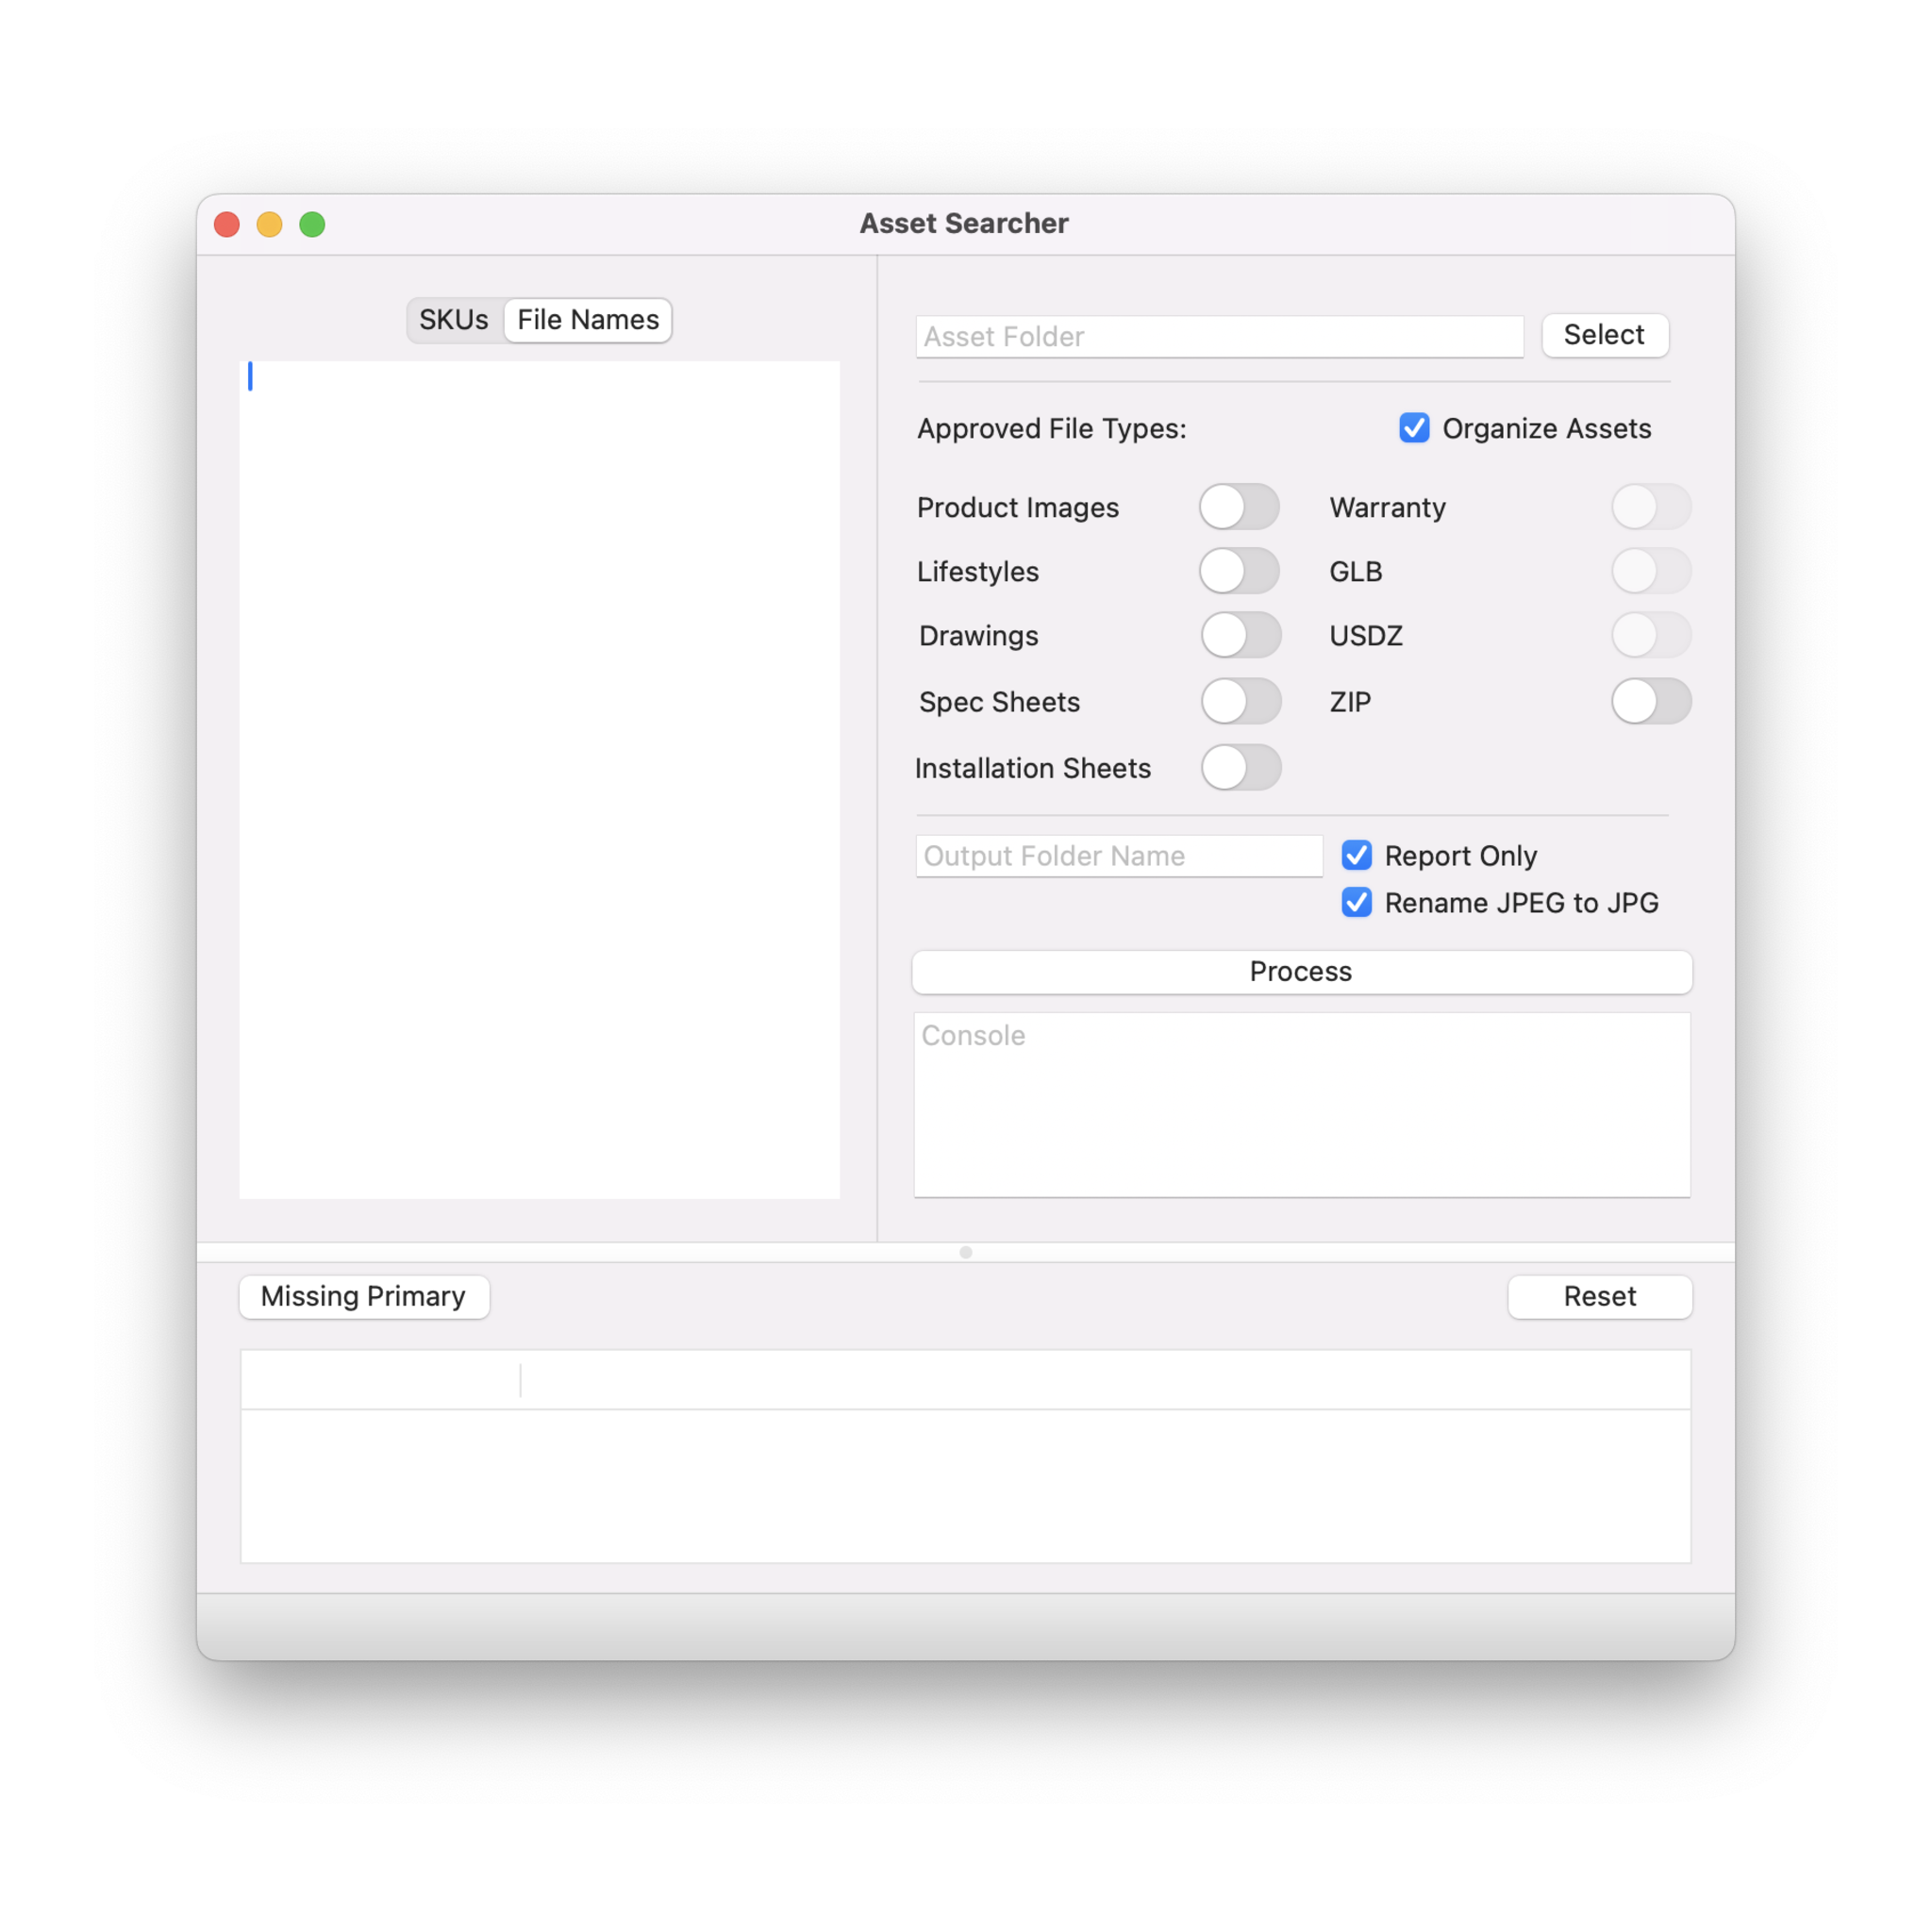 Asset Searcher
SKUs File Names
Asset Folder Select
Approved File Types: Organize Assets
Product Images Warranty
Lifestyles GLB
Drawings USDZ
Spec Sheets ZIP
Installation Sheets
Output Folder Name Report Only
Rename JPEG to JPG
Process
Console
Missing Primary Reset